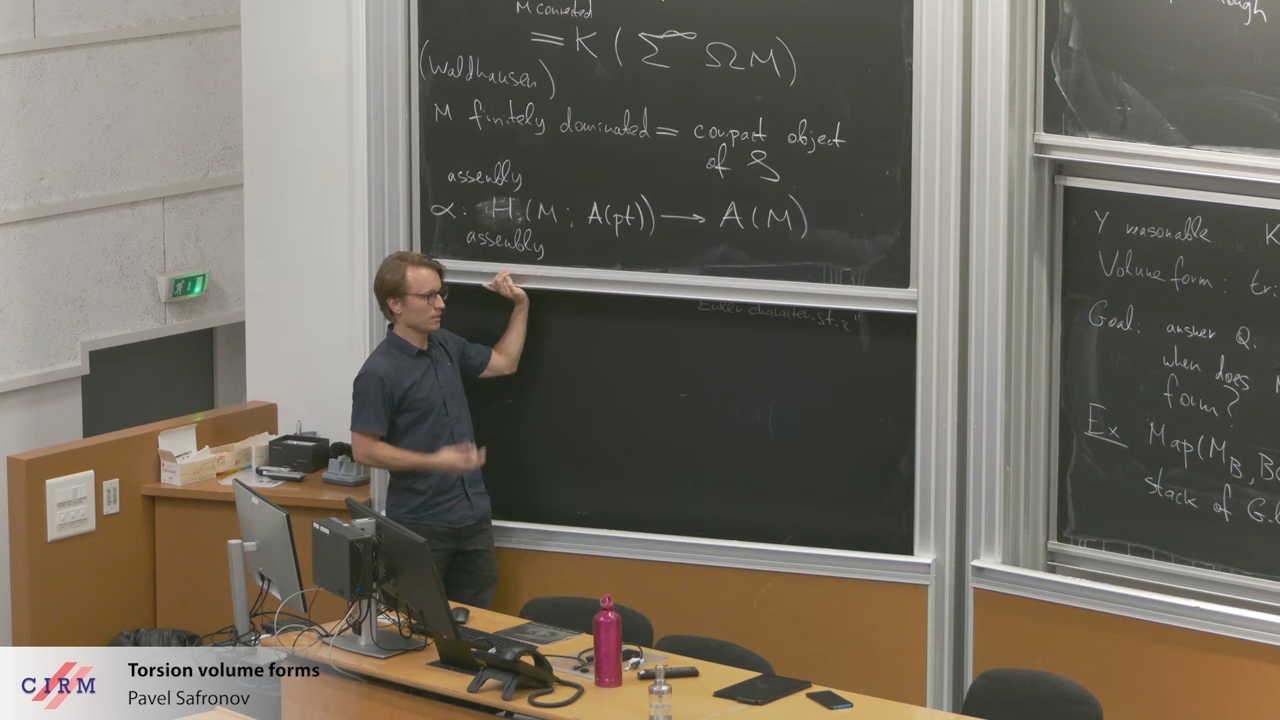 M connected
= K ( Σ^∞ Ω M )
(Waldhausen)
M finitely dominated = compact object
of S
assembly
α: H.(M ; A(pt)) → A(M)
assembly
Euler characteristic
Y reasonable K
Volume form : tr:
Goal: answer Q:
when does
form?
Ex Map(M_B, B
stack of G-l
CIRM
Torsion volume forms
Pavel Safronov